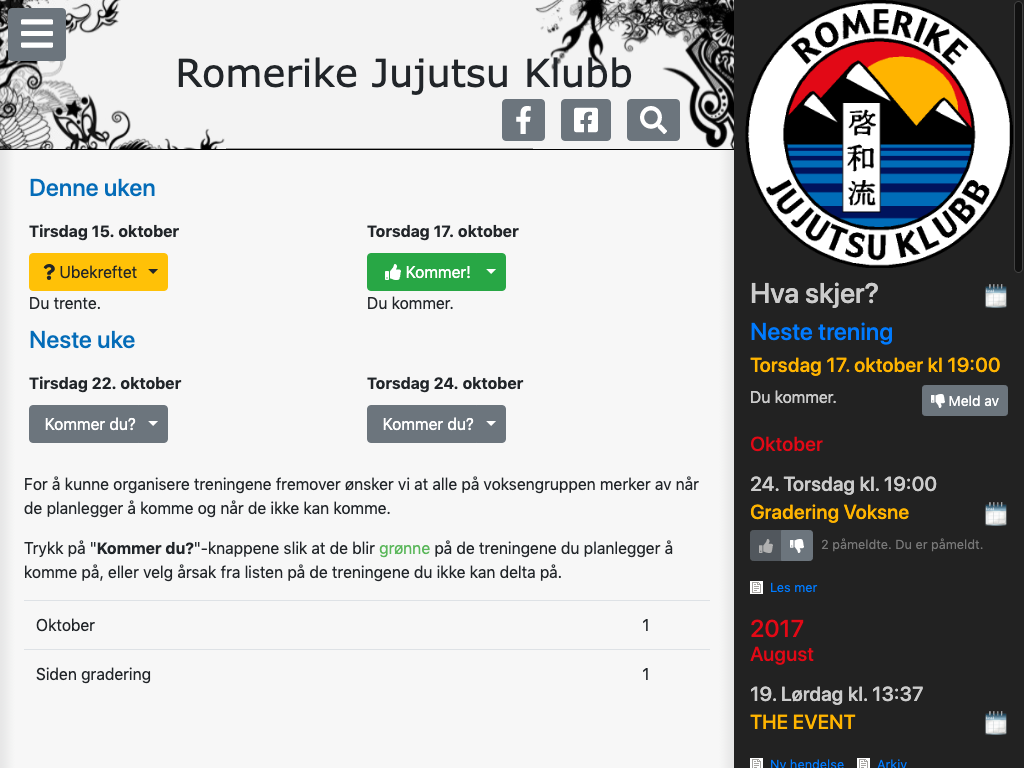 Romerike Jujutsu Klubb
Denne uken
Tirsdag 15. oktober
Torsdag 17. oktober
? Ubekreftet
Kommer!
Du trente.
Du kommer.
Neste uke
Tirsdag 22. oktober
Torsdag 24. oktober
Kommer du?
Kommer du?
For å kunne organisere treningene fremover ønsker vi at alle på voksengruppen merker av når
de planlegger å komme og når de ikke kan komme.
Trykk på "Kommer du?"-knappene slik at de blir grønne på de treningene du planlegger å
komme på, eller velg årsak fra listen på de treningene du ikke kan delta på.
Oktober 1
Siden gradering 1
ROMERIKE
啓
和
流
JUJUTSU KLUBB
Hva skjer?
Neste trening
Torsdag 17. oktober kl 19:00
Du kommer.
Meld av
Oktober
24. Torsdag kl. 19:00
Gradering Voksne
2 påmeldte. Du er påmeldt.
Les mer
2017
August
19. Lørdag kl. 13:37
THE EVENT
Ny hendelse Arkiv